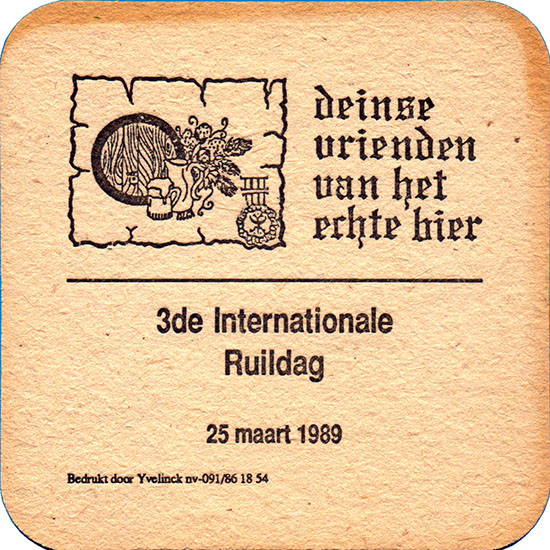 deinse
vrienden
van het
echte bier
3de Internationale
Ruildag
25 maart 1989
Bedrukt door Yvelinck nv-091/86 18 54